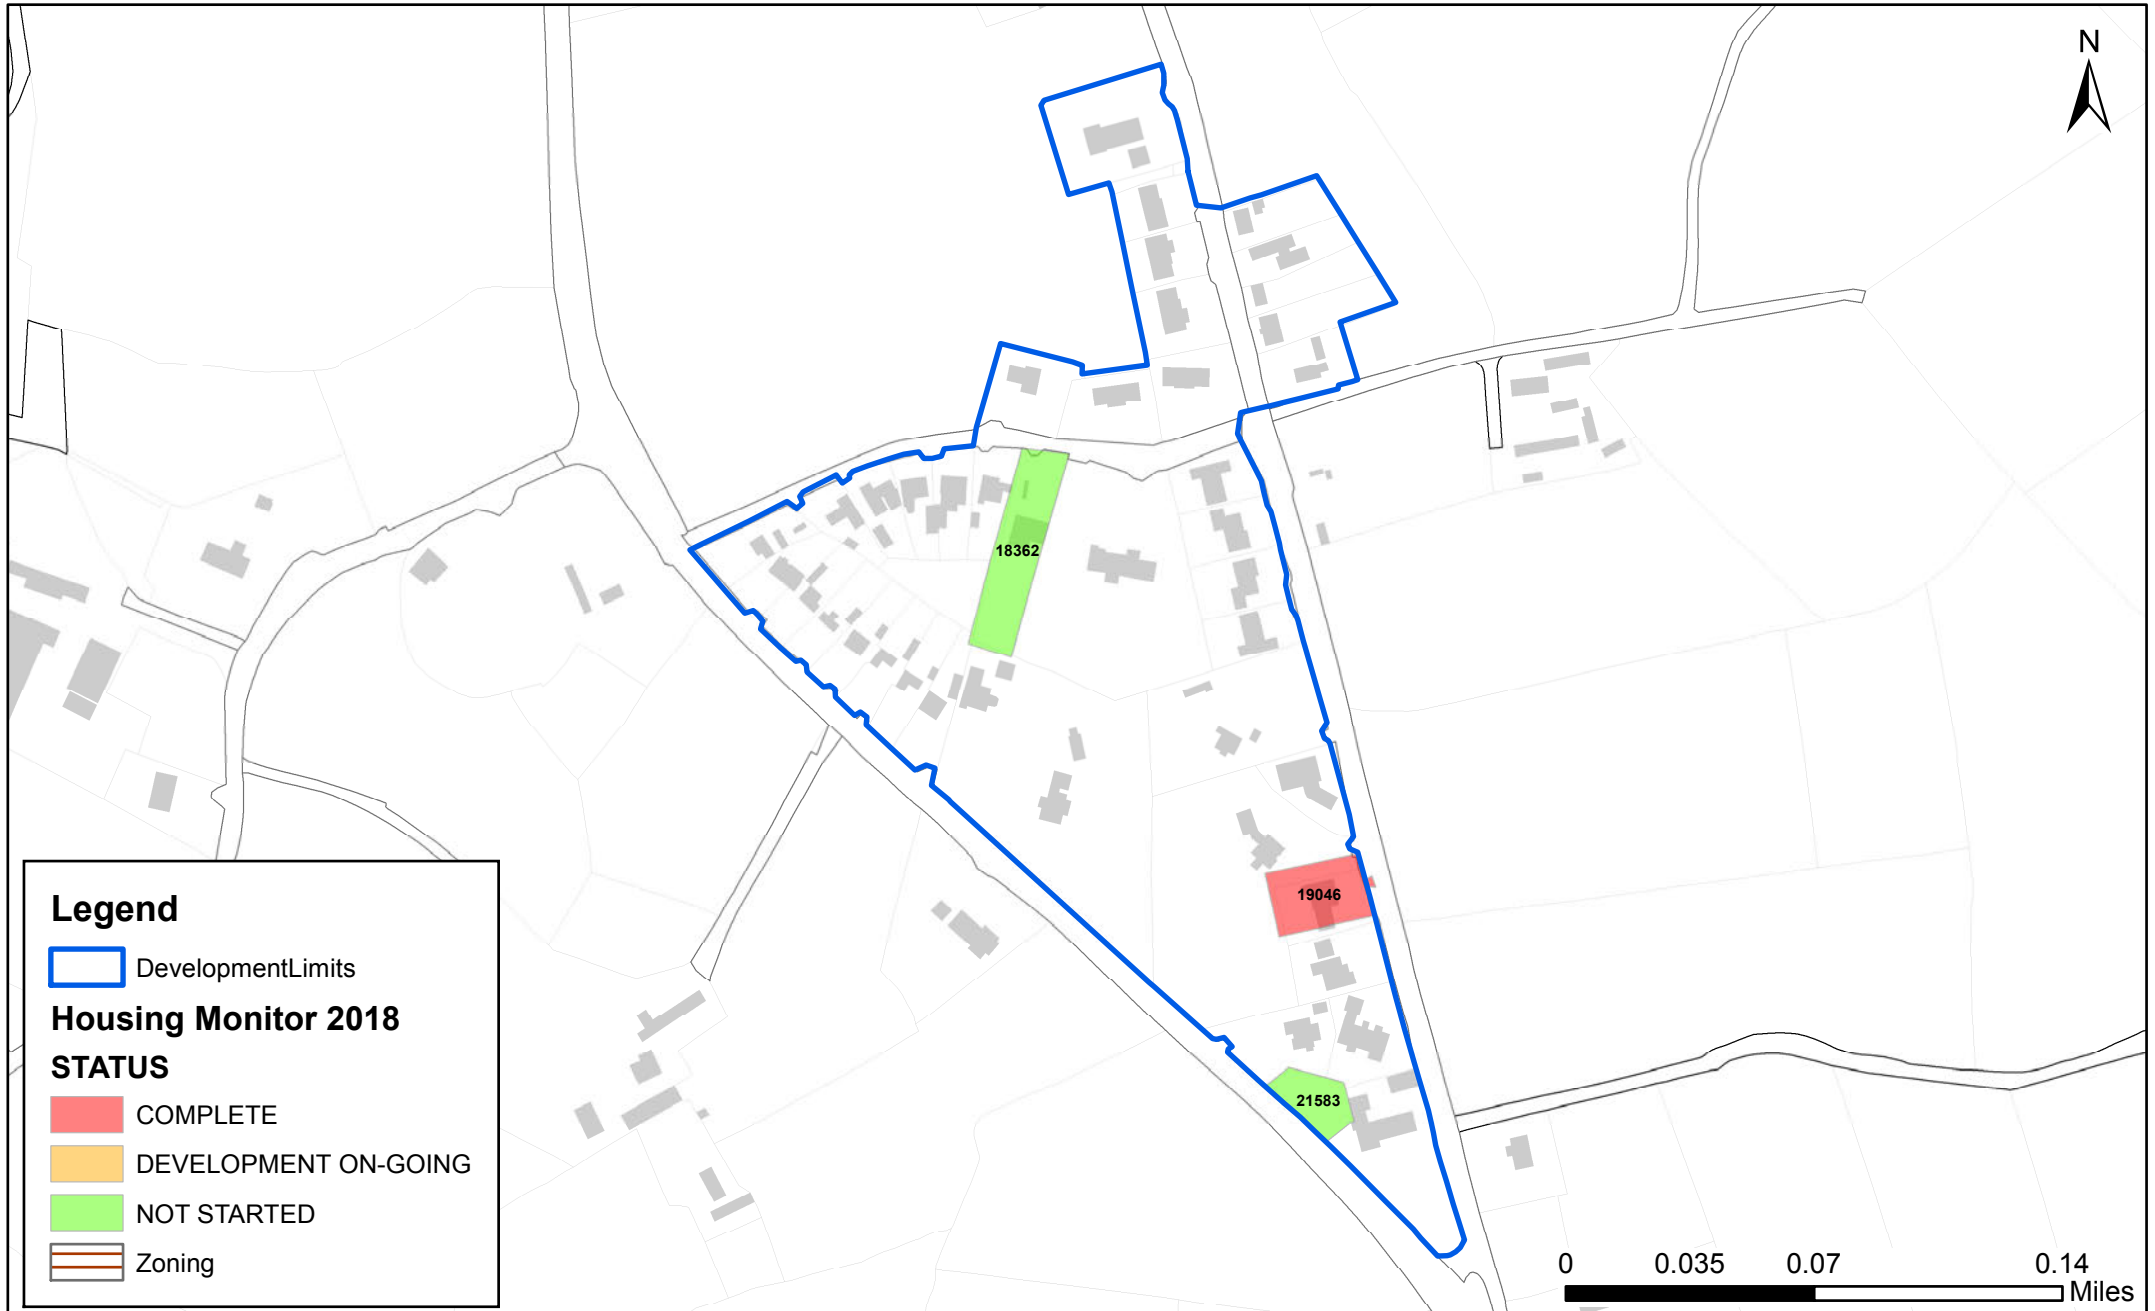 N
18362
19046
21583
Legend
DevelopmentLimits
Housing Monitor 2018
STATUS
COMPLETE
DEVELOPMENT ON-GOING
NOT STARTED
Zoning
0 0.035 0.07 0.14
Miles